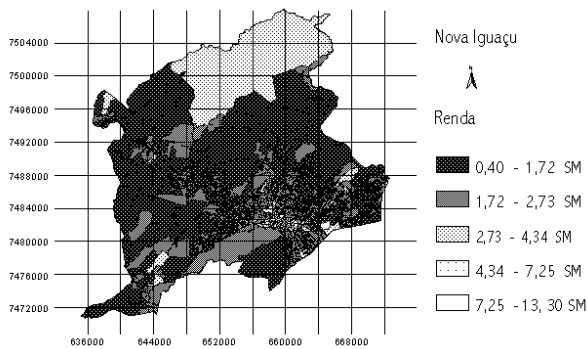 Nova Iguaçu
Renda
0,40 - 1,72 SM
1,72 - 2,73 SM
2,73 - 4,34 SM
4,34 - 7,25 SM
7,25 - 13, 30 SM
7504000
7500000
7496000
7492000
7488000
7484000
7480000
7476000
7472000
636000 644000 652000 660000 668000